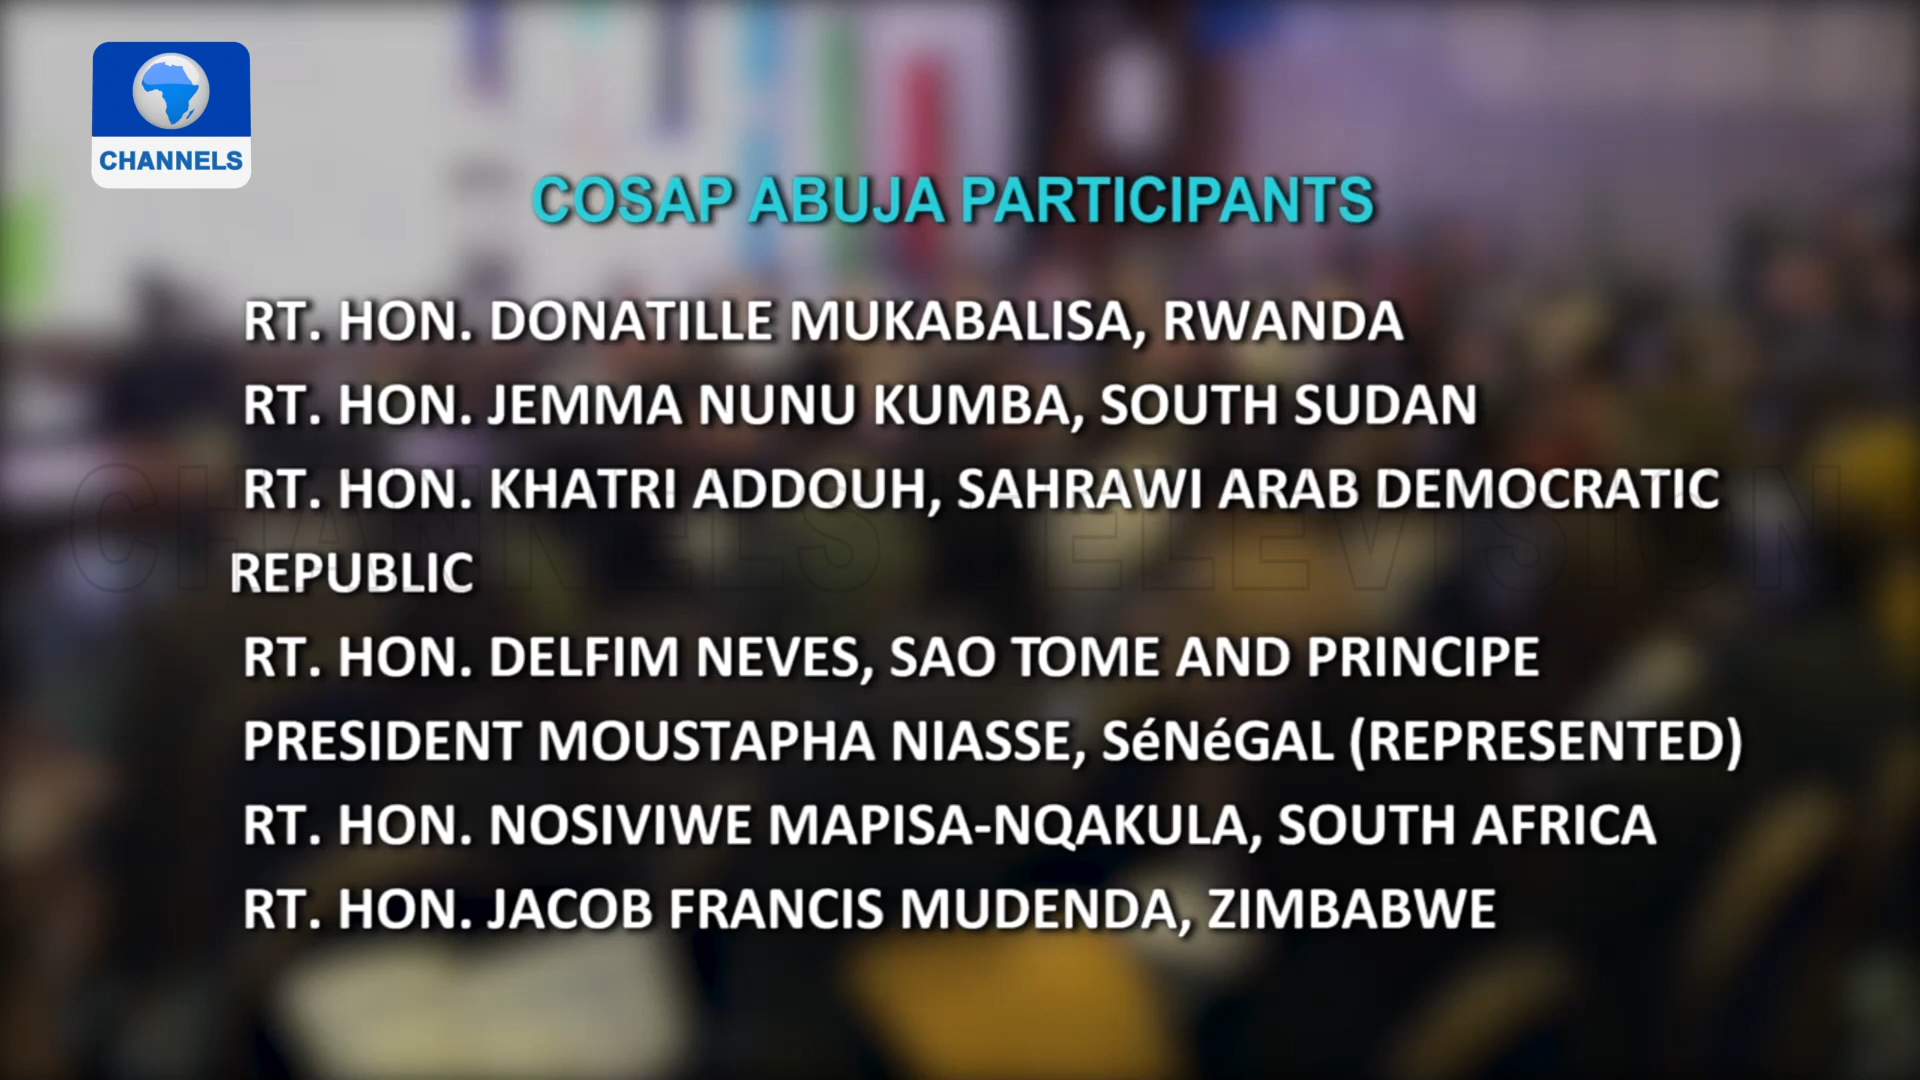 CHANNELS
COSAP ABUJA PARTICIPANTS
RT. HON. DONATILLE MUKABALISA, RWANDA
RT. HON. JEMMA NUNU KUMBA, SOUTH SUDAN
RT. HON. KHATRI ADDOUH, SAHRAWI ARAB DEMOCRATIC
REPUBLIC
CHANNELS TELEVISION
RT. HON. DELFIM NEVES, SAO TOME AND PRINCIPE
PRESIDENT MOUSTAPHA NIASSE, SéNéGAL (REPRESENTED)
RT. HON. NOSIVIWE MAPISA-NQAKULA, SOUTH AFRICA
RT. HON. JACOB FRANCIS MUDENDA, ZIMBABWE